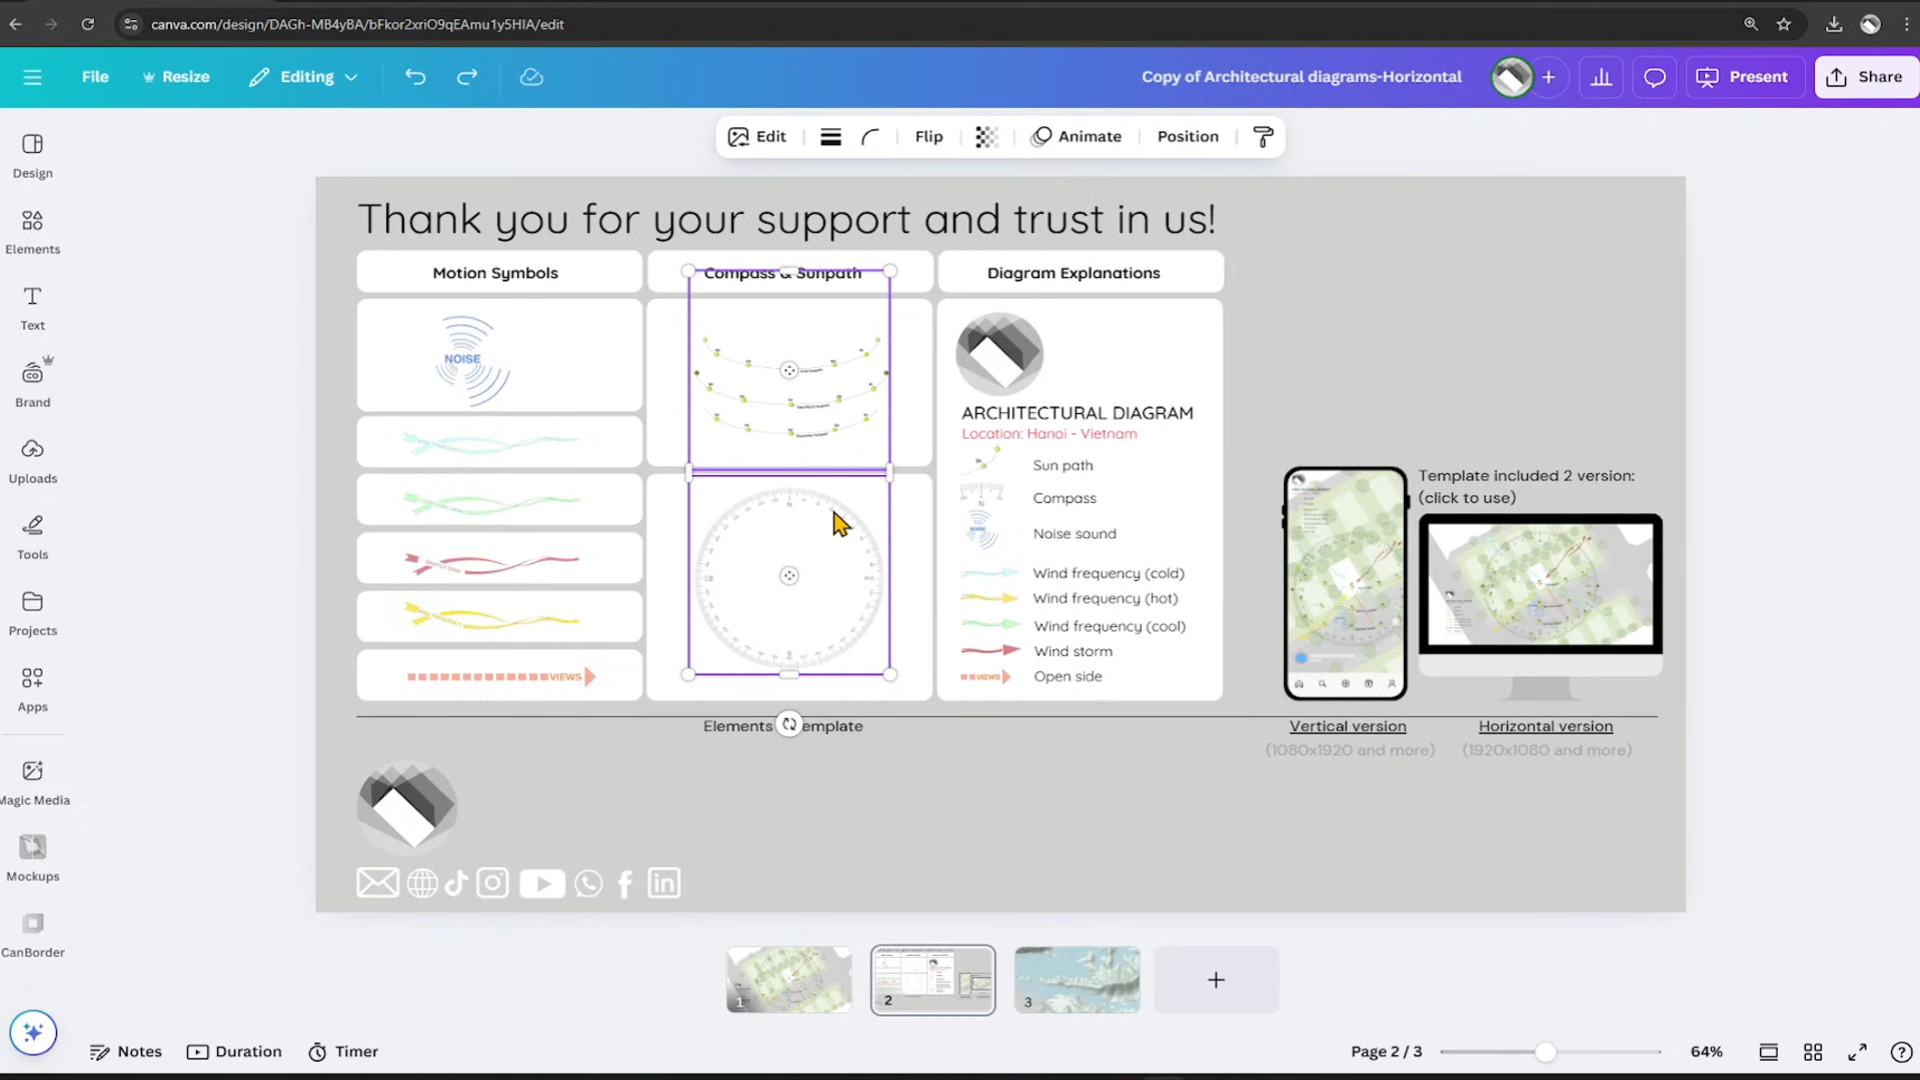 canva.com/design/DAGh-MB4yBA/bFkor2xriO9qEAmu1y5HIA/edit
File
Resize
Editing
Copy of Architectural diagrams-Horizontal
Present
Share
Edit
Flip
Animate
Position
Design
Elements
Text
Brand
Uploads
Tools
Projects
Apps
Magic Media
Mockups
CanBorder
Thank you for your support and trust in us!
Motion Symbols
Compass & Sunpath
Diagram Explanations
NOISE
VIEWS
N
S
ARCHITECTURAL DIAGRAM
Location: Hanoi - Vietnam
Sun path
Compass
N
Noise sound
NOISE
Wind frequency (cold)
Wind frequency (hot)
Wind frequency (cool)
Wind storm
VIEWS
Open side
Template included 2 version:
(click to use)
Elements
emplate
Vertical version
(1080x1920 and more)
Horizontal version
(1920x1080 and more)
in
1
2
3
Notes
Duration
Timer
Page 2 / 3
64%